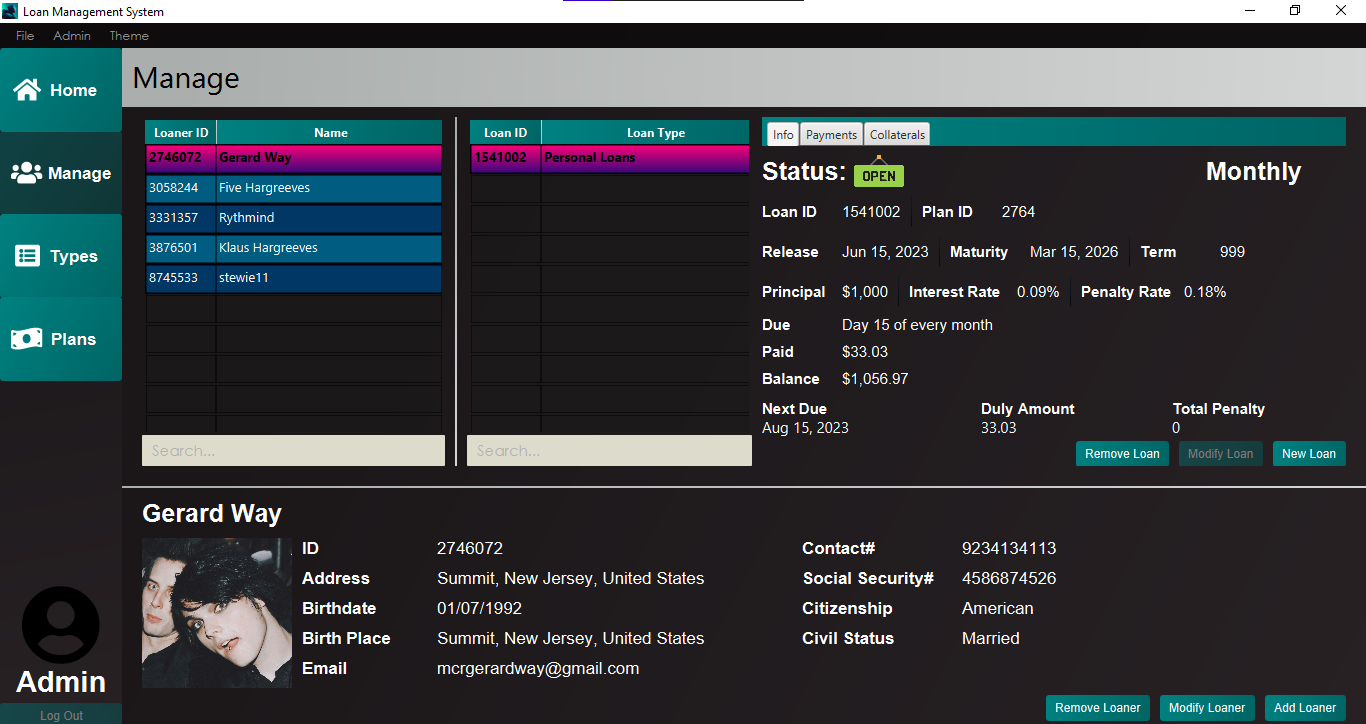 Loan Management System
File Admin Theme
Home
Manage
Types
Plans
Admin
Log Out
Manage
Loaner ID Name
2746072 Gerard Way
3058244 Five Hargreeves
3331357 Rythmind
3876501 Klaus Hargreeves
8745533 stewie11
Search...
Loan ID Loan Type
1541002 Personal Loans
Search...
Info Payments Collaterals
Status: OPEN Monthly
Loan ID 1541002 Plan ID 2764
Release Jun 15, 2023 Maturity Mar 15, 2026 Term 999
Principal $1,000 Interest Rate 0.09% Penalty Rate 0.18%
Due Day 15 of every month
Paid $33.03
Balance $1,056.97
Next Due Duly Amount Total Penalty
Aug 15, 2023 33.03 0
Remove Loan Modify Loan New Loan
Gerard Way
ID 2746072 Contact# 9234134113
Address Summit, New Jersey, United States Social Security# 4586874526
Birthdate 01/07/1992 Citizenship American
Birth Place Summit, New Jersey, United States Civil Status Married
Email mcrgerardway@gmail.com
Remove Loaner Modify Loaner Add Loaner